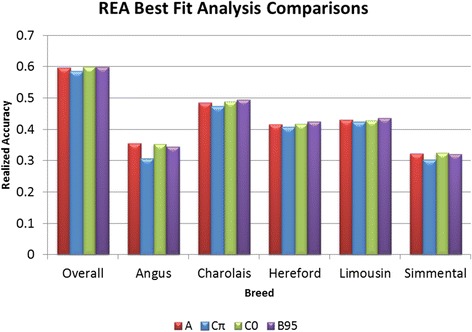 REA Best Fit Analysis Comparisons
Realized Accuracy
0.7
0.6
0.5
0.4
0.3
0.2
0.1
0
Overall Angus Charolais Hereford Limousin Simmental
Breed
A Cπ C0 B95